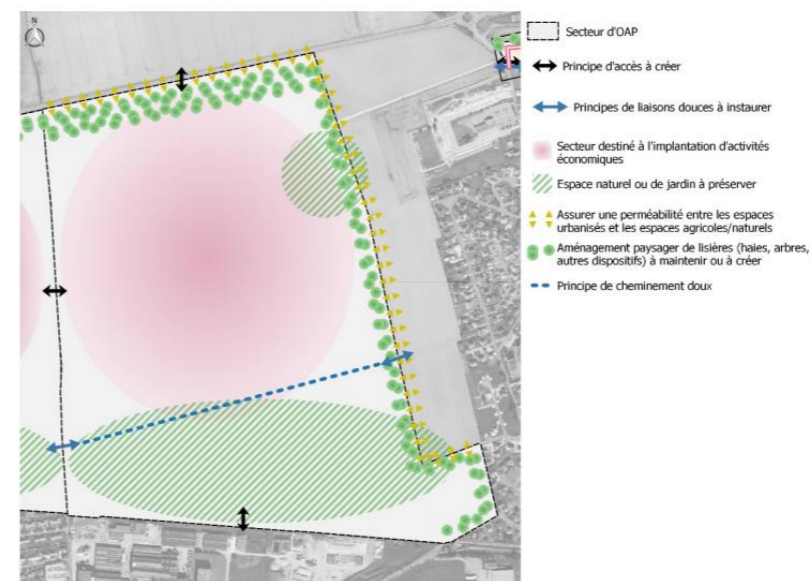 N
Secteur d'OAP
Principe d'accès à créer
Principes de liaisons douces à instaurer
Secteur destiné à l'implantation d'activités
économiques
Espace naturel ou de jardin à préserver
Assurer une perméabilité entre les espaces
urbanisés et les espaces agricoles/naturels
Aménagement paysager de lisières (haies, arbres,
autres dispositifs) à maintenir ou à créer
Principe de cheminement doux